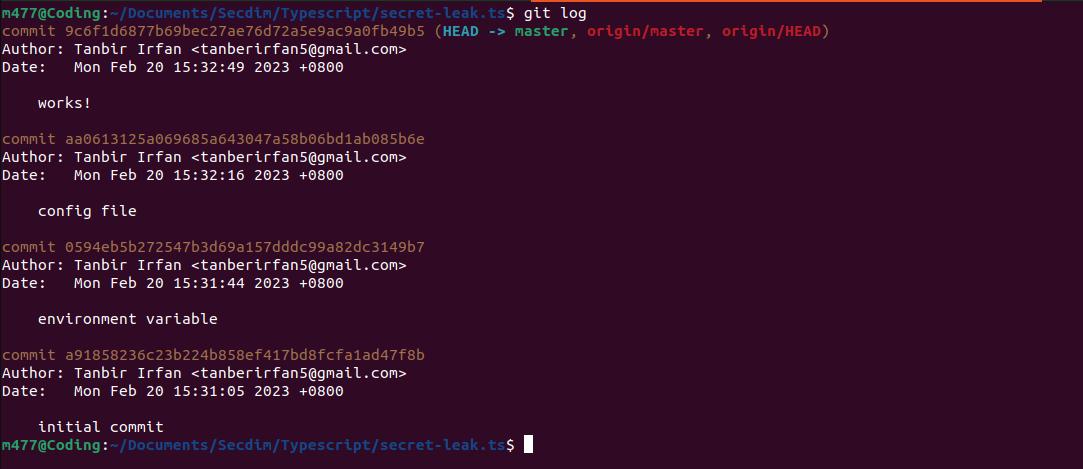 m477@Coding:~/Documents/Secdim/Typescript/secret-leak.ts$ git log
commit 9c6f1d6877b69bec27ae76d72a5e9ac9a0fb49b5 (HEAD -> master, origin/master, origin/HEAD)
Author: Tanbir Irfan <tanberirfan5@gmail.com>
Date:   Mon Feb 20 15:32:49 2023 +0800
    works!
commit aa0613125a069685a643047a58b06bd1ab085b6e
Author: Tanbir Irfan <tanberirfan5@gmail.com>
Date:   Mon Feb 20 15:32:16 2023 +0800
    config file
commit 0594eb5b272547b3d69a157dddc99a82dc3149b7
Author: Tanbir Irfan <tanberirfan5@gmail.com>
Date:   Mon Feb 20 15:31:44 2023 +0800
    environment variable
commit a91858236c23b224b858ef417bd8fcfa1ad47f8b
Author: Tanbir Irfan <tanberirfan5@gmail.com>
Date:   Mon Feb 20 15:31:05 2023 +0800
    initial commit
m477@Coding:~/Documents/Secdim/Typescript/secret-leak.ts$